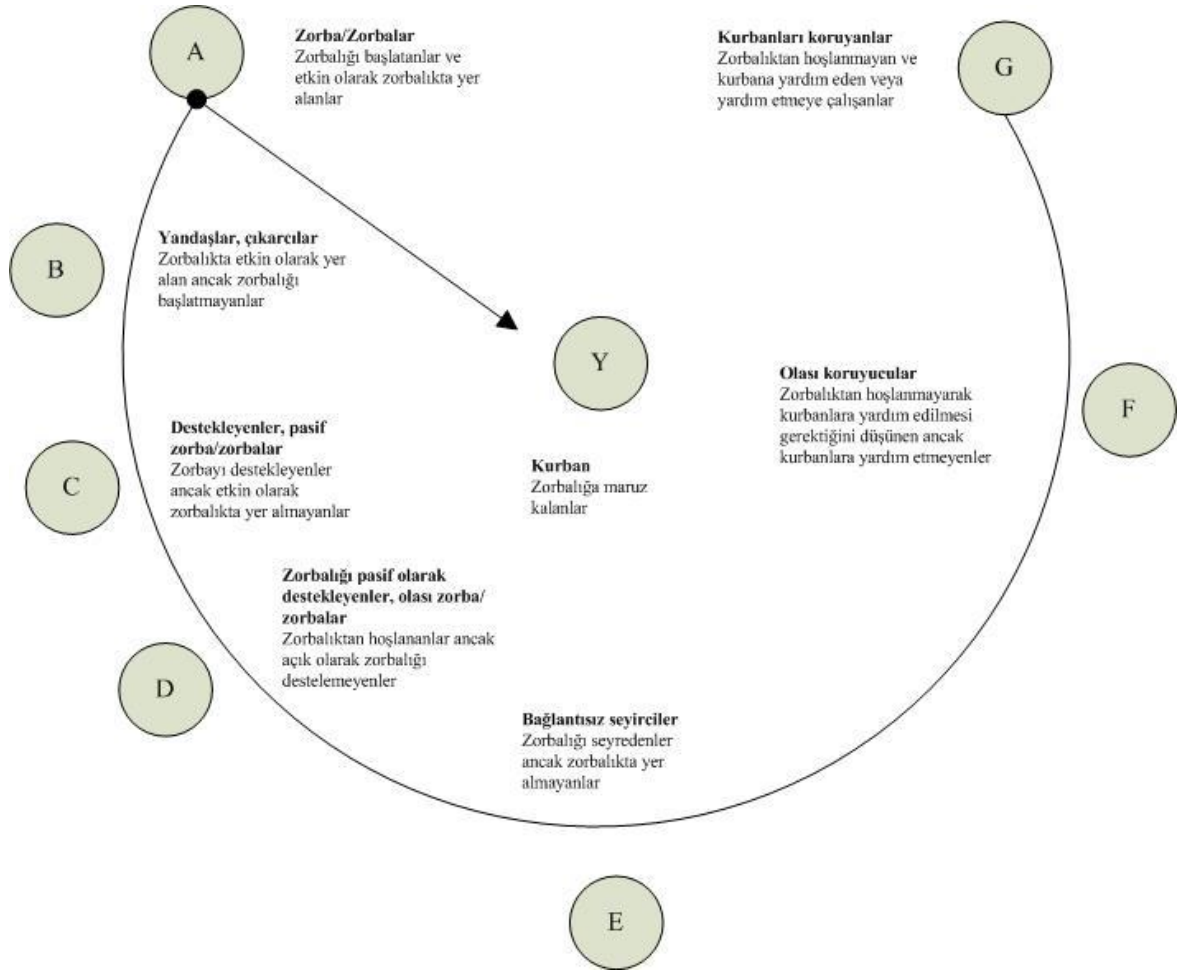 A
Zorba/Zorbalar
Zorbalığı başlatanlar ve
etkin olarak zorbalıkta yer
alanlar
Kurbanları koruyanlar
Zorbalıktan hoşlanmayan ve
kurbana yardım eden veya
yardım etmeye çalışanlar
G
B
Yandaşlar, çıkarcılar
Zorbalıkta etkin olarak yer
alan ancak zorbalığı
başlatmayanlar
Y
Kurban
Zorbalığa maruz
kalanlar
Olası koruyucular
Zorbalıktan hoşlanmayarak
kurbanlara yardım edilmesi
gerektiğini düşünen ancak
kurbanlara yardım etmeyenler
F
C
Destekleyenler, pasif
zorba/zorbalar
Zorbayı destekleyenler
ancak etkin olarak
zorbalıkta yer almayanlar
D
Zorbalığı pasif olarak
destekleyenler, olası zorba/
zorbalar
Zorbalıktan hoşlananlar ancak
açık olarak zorbalığı
destelemeyenler
Bağlantısız seyirciler
Zorbalığı seyredenler
ancak zorbalıkta yer
almayanlar
E